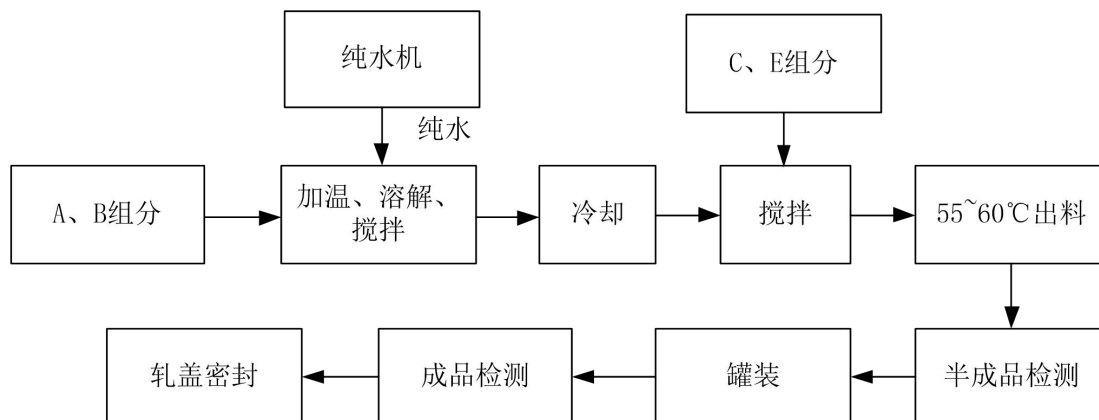 纯水机
C、E组分
纯水
A、B组分
加温、溶解、
搅拌
冷却
搅拌
55~60℃出料
轧盖密封
成品检测
罐装
半成品检测